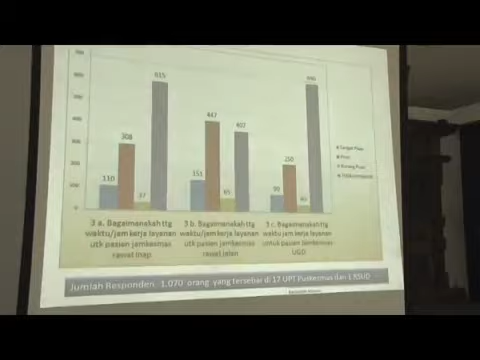 615
447
407
308
250
110
151
37
65
3 a. Bagaimanakah ttg
waktu/jam kerja layanan
utk pasien jamkesmas
rawat inap
3 b. Bagaimanakah ttg
waktu/jam kerja layanan
utk pasien jamkesmas
rawat jalan
3 c. Bagaimanakah ttg
waktu/jam kerja layanan
untuk pasien Jamkesmas
UGD
Jumlah Responden 1.070 orang yang tersebar di 17 UPT Puskesmas dan 1 RSUD